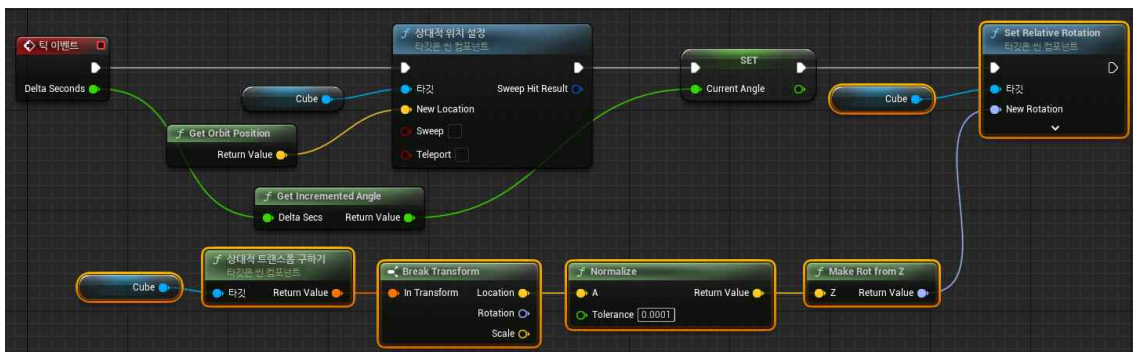 틱 이벤트
Delta Seconds
Cube
f Get Orbit Position
Return Value
f 상대적 위치 설정
타깃은 씬 컴포넌트
타깃
Sweep Hit Result
New Location
Sweep
Teleport
f Get Incremented Angle
Delta Secs Return Value
SET
Current Angle
Cube
f Set Relative Rotation
타깃은 씬 컴포넌트
타깃
New Rotation
Cube
f 상대적 트랜스폼 구하기
타깃은 씬 컴포넌트
타깃 Return Value
Break Transform
In Transform Location
Rotation
Scale
f Normalize
A Return Value
Tolerance 0.0001
f Make Rot from Z
Z Return Value